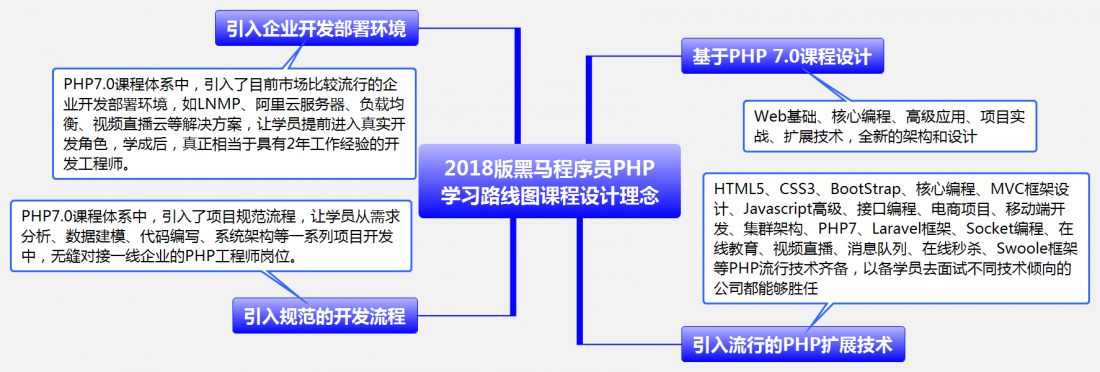 引入企业开发部署环境
PHP7.0课程体系中，引入了目前市场比较流行的企
业开发部署环境，如LNMP、阿里云服务器、负载均
衡、视频直播云等解决方案，让学员提前进入真实开
发角色，学成后，真正相当于具有2年工作经验的开
发工程师。
PHP7.0课程体系中，引入了项目规范流程，让学员从需求
分析、数据建模、代码编写、系统架构等一系列项目开发
中，无缝对接一线企业的PHP工程师岗位。
引入规范的开发流程
2018版黑马程序员PHP
学习路线图课程设计理念
基于PHP 7.0课程设计
Web基础、核心编程、高级应用、项目实
战、扩展技术，全新的架构和设计
HTML5、CSS3、BootStrap、核心编程、MVC框架设
计、Javascript高级、接口编程、电商项目、移动端开
发、集群架构、PHP7、Laravel框架、Socket编程、在
线教育、视频直播、消息队列、在线秒杀、Swoole框架
等PHP流行技术齐备，以备学员去面试不同技术倾向的
公司都能够胜任
引入流行的PHP扩展技术